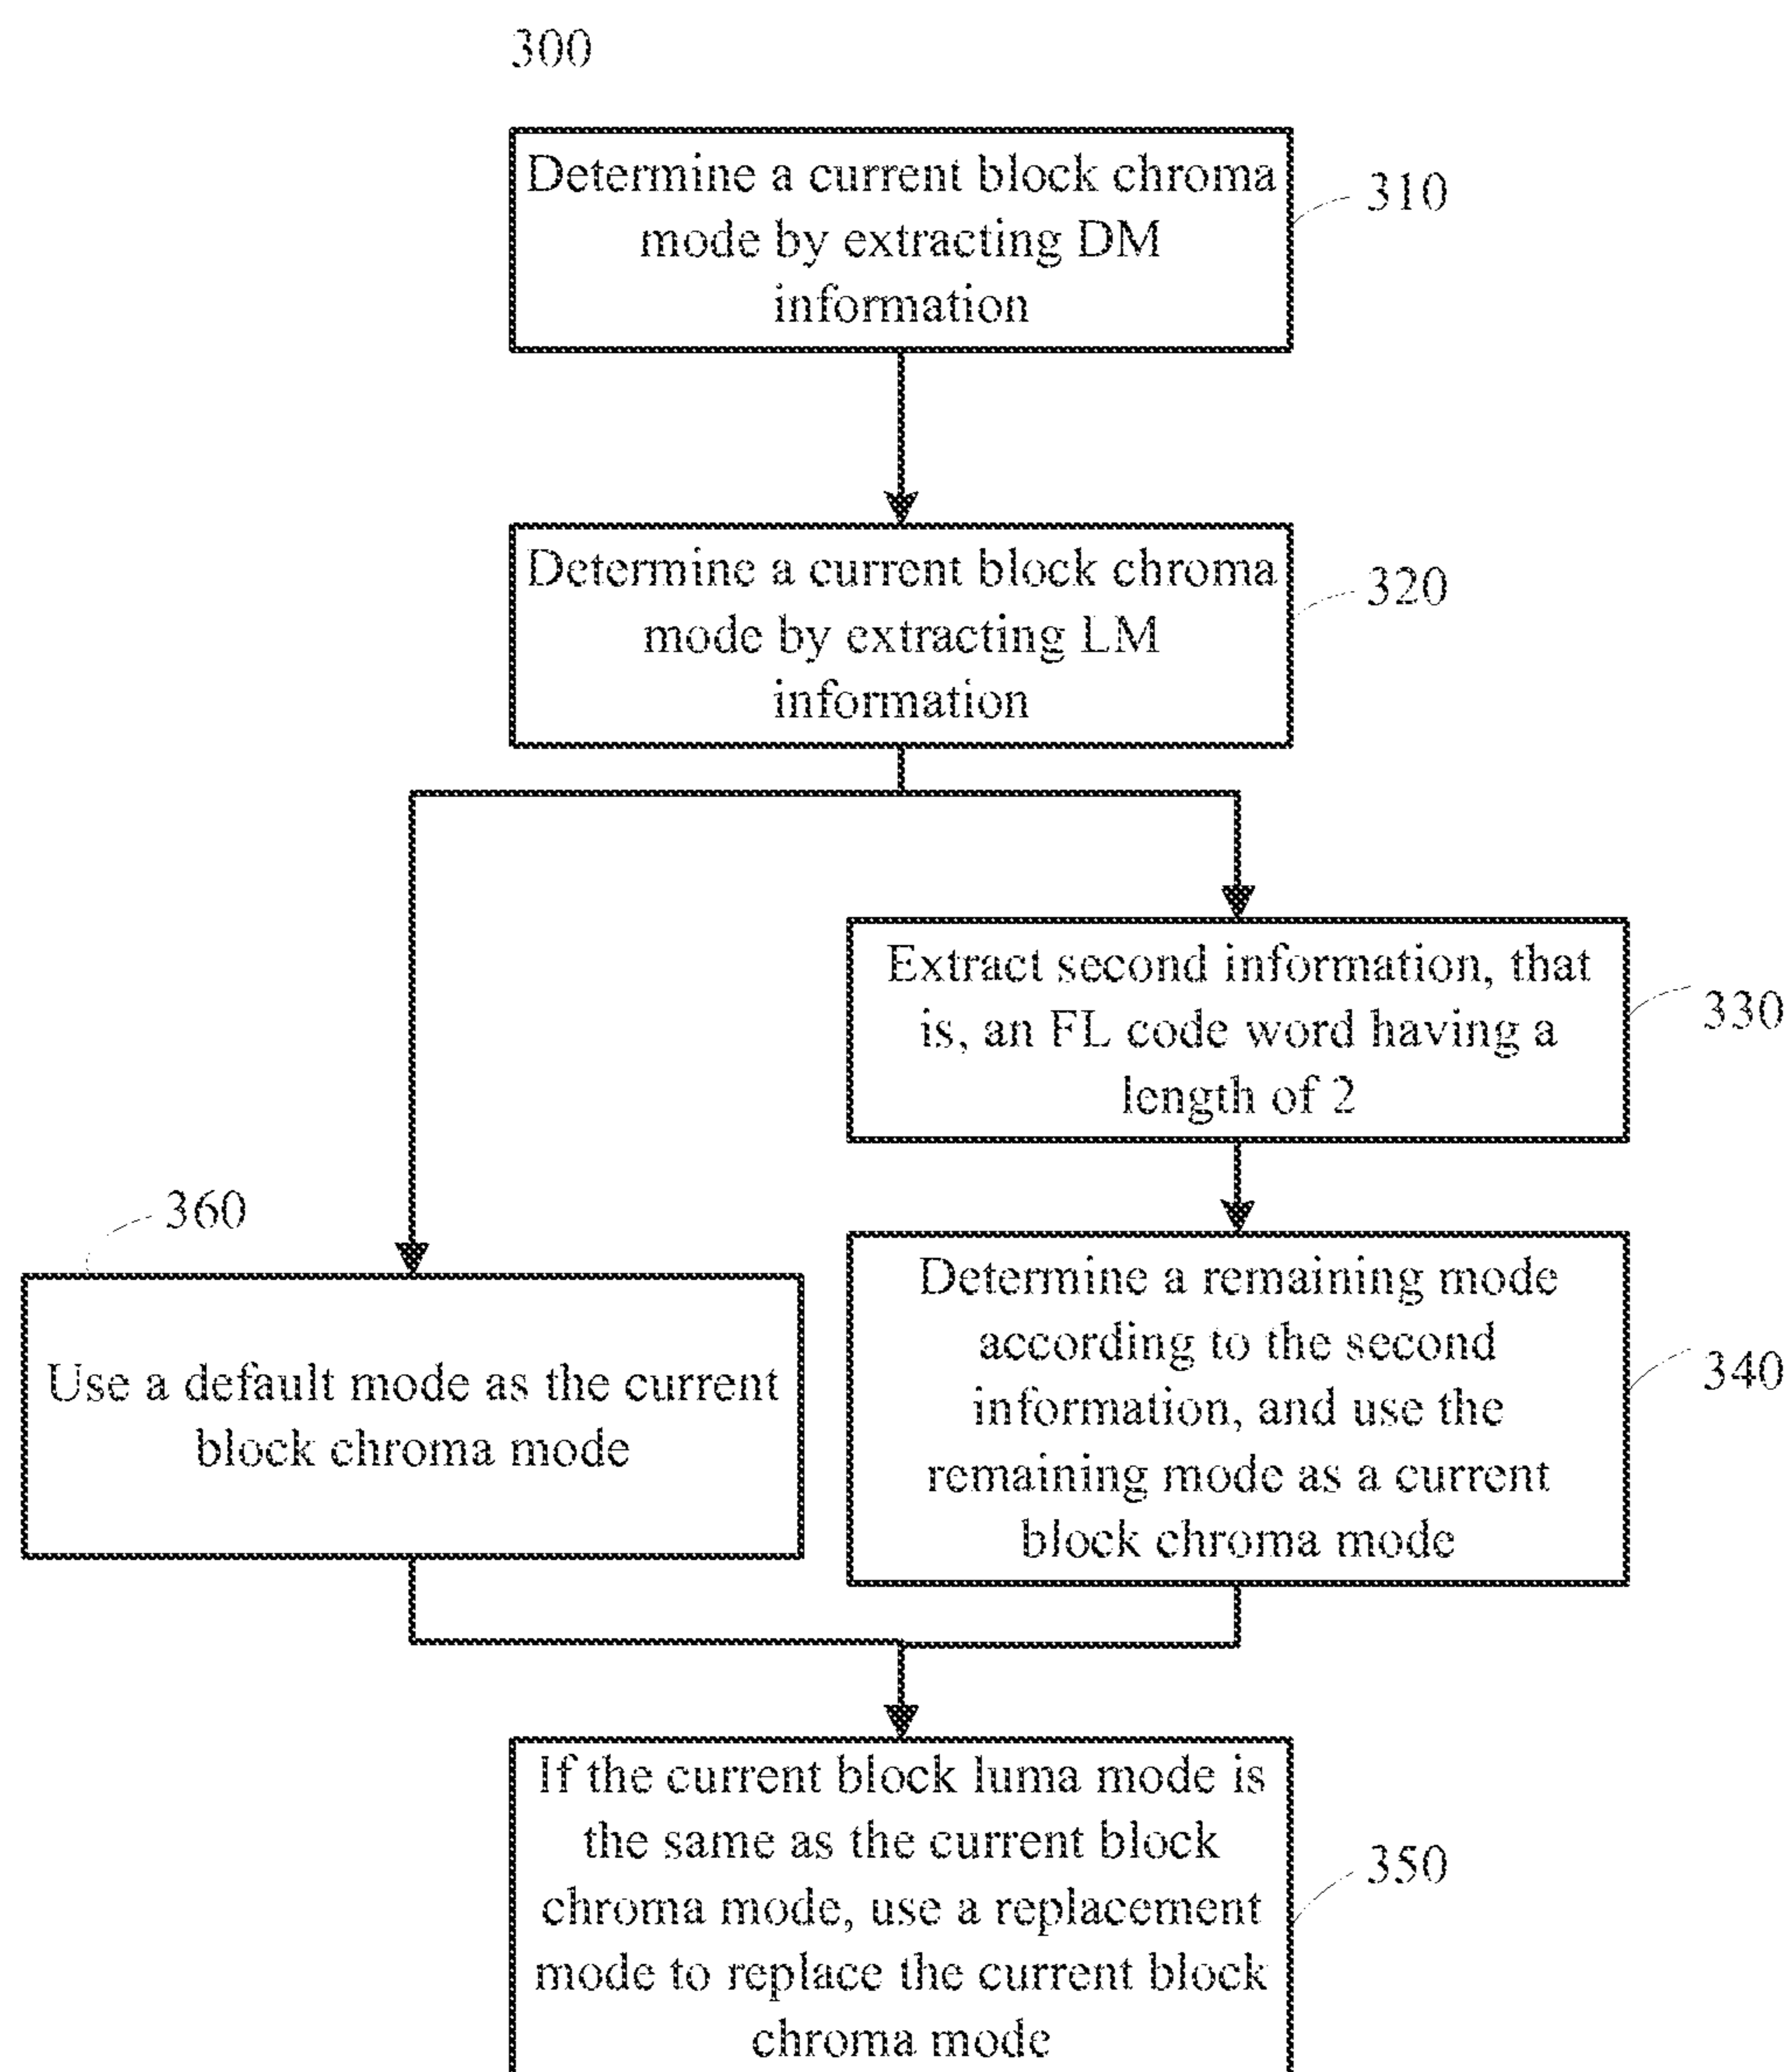 300
Determine a current block chroma
mode by extracting DM
information
310
Determine a current block chroma
mode by extracting LM
information
320
Extract second information, that
is, an FL code word having a
length of 2
330
360
Use a default mode as the current
block chroma mode
Determine a remaining mode
according to the second
information, and use the
remaining mode as a current
block chroma mode
340
If the current block luma mode is
the same as the current block
chroma mode, use a replacement
mode to replace the current block
chroma mode
350